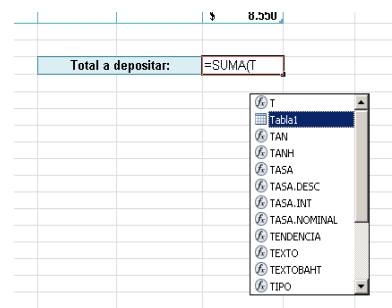 $ 8.550
Total a depositar: =SUMA(T
T
Tabla1
TAN
TANH
TASA
TASA.DESC
TASA.INT
TASA.NOMINAL
TENDENCIA
TEXTO
TEXTOBAHT
TIPO